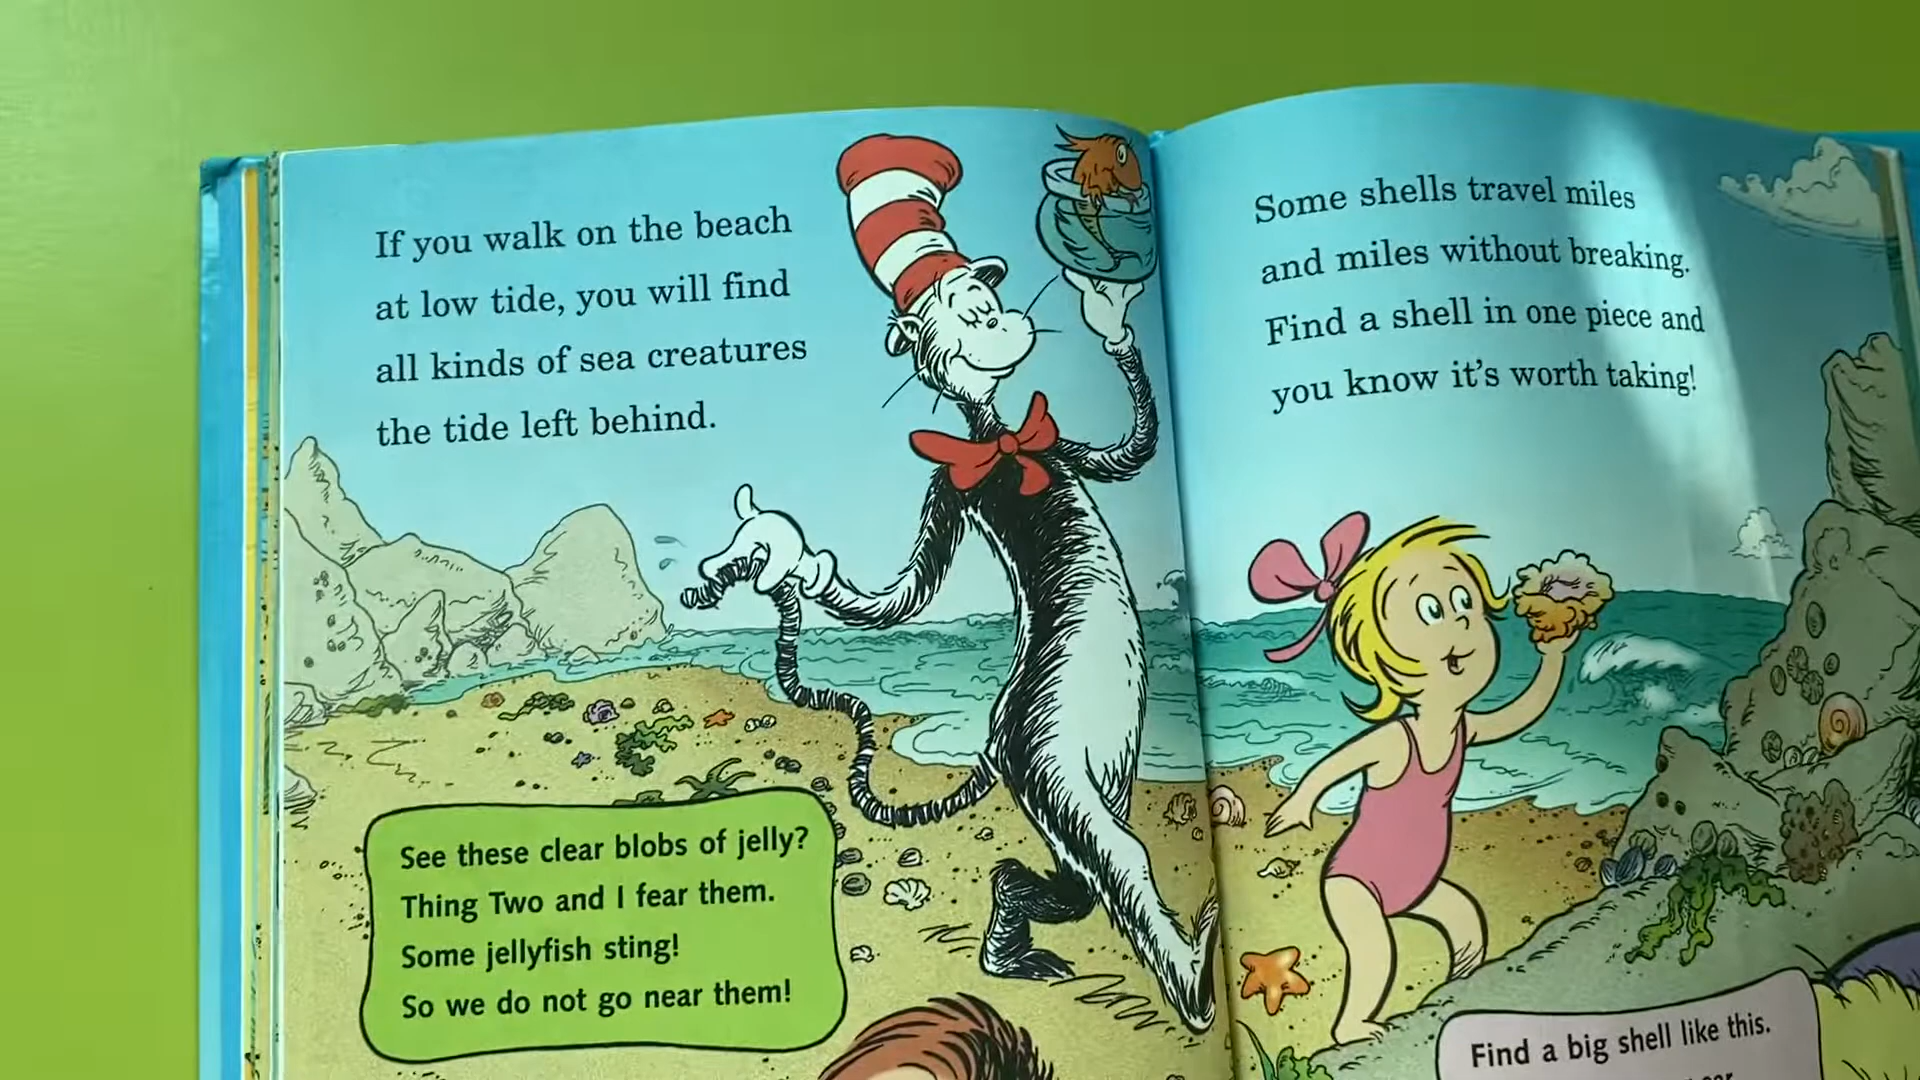 If you walk on the beach
at low tide, you will find
all kinds of sea creatures
the tide left behind.
See these clear blobs of jelly?
Thing Two and I fear them.
Some jellyfish sting!
So we do not go near them!
Some shells travel miles
and miles without breaking.
Find a shell in one piece and
you know it's worth taking!
Find a big shell like this.